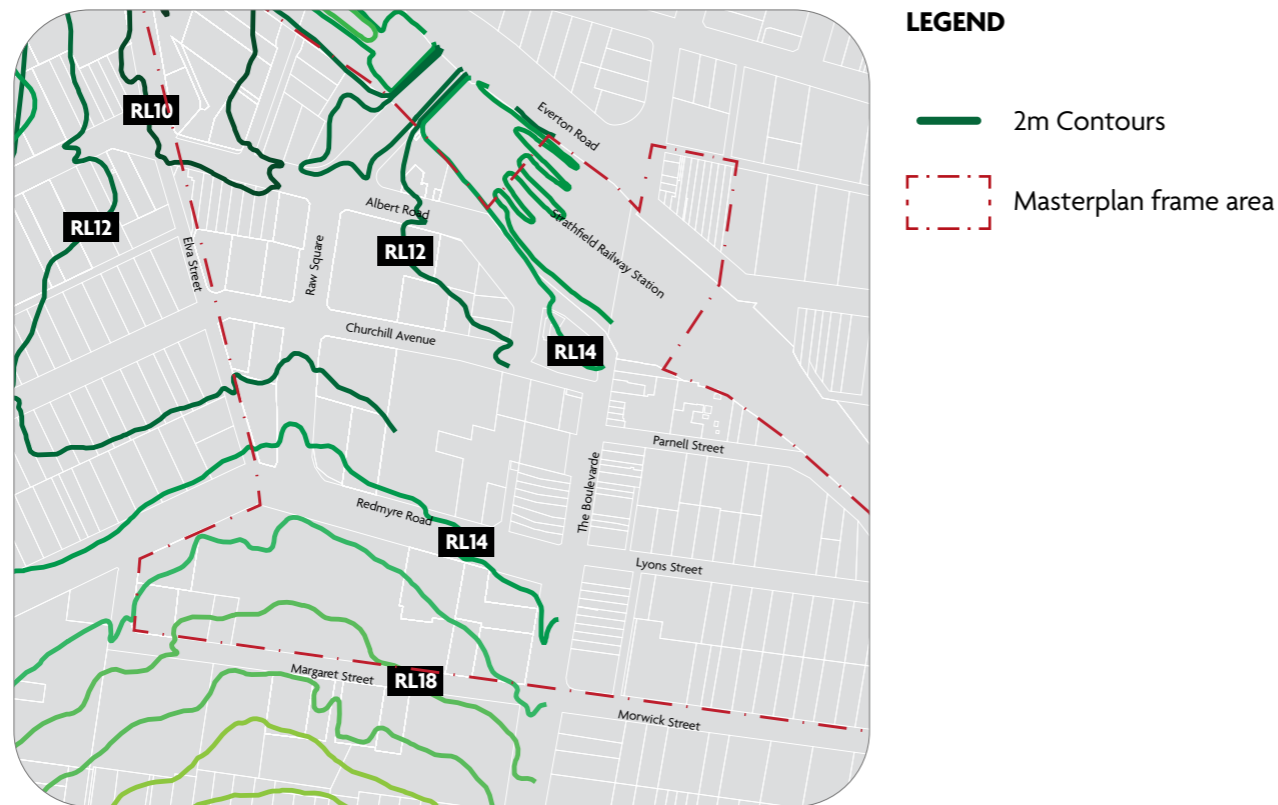 LEGEND
2m Contours
Masterplan frame area
RL10
Everton Road
RL12
Albert Road
Elva Street
Raw Square
RL12
Strathfield Railway Station
Churchill Avenue
RL14
Parnell Street
The Boulevarde
Redmyre Road
RL14
Lyons Street
Margaret Street
RL18
Morwick Street